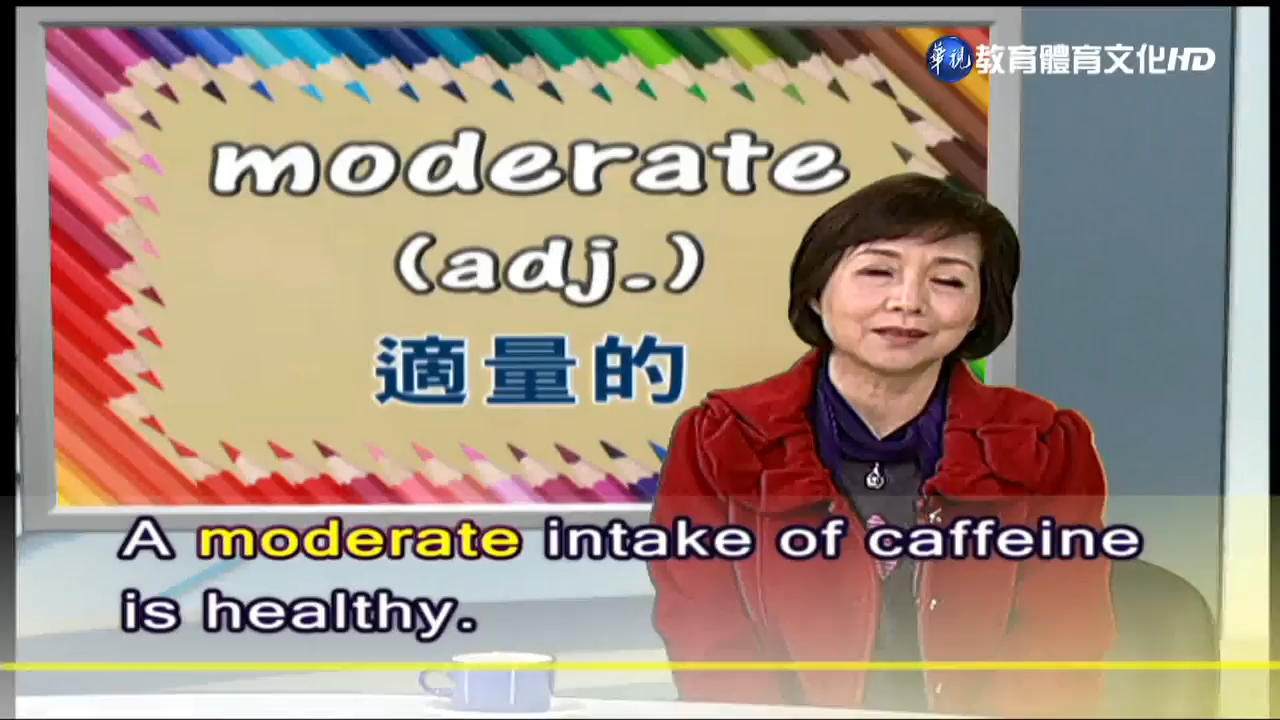 華視 教育體育文化HD
moderate
(adj.)
適量的
A moderate intake of caffeine
is healthy.